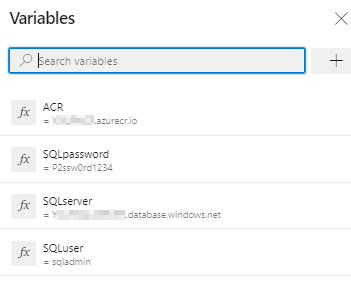 Variables
Search variables
fx ACR
= Y.azurecr.io
fx SQLpassword
= P2ssw0rd1234
fx SQLserver
= Y.database.windows.net
fx SQLuser
= sqladmin